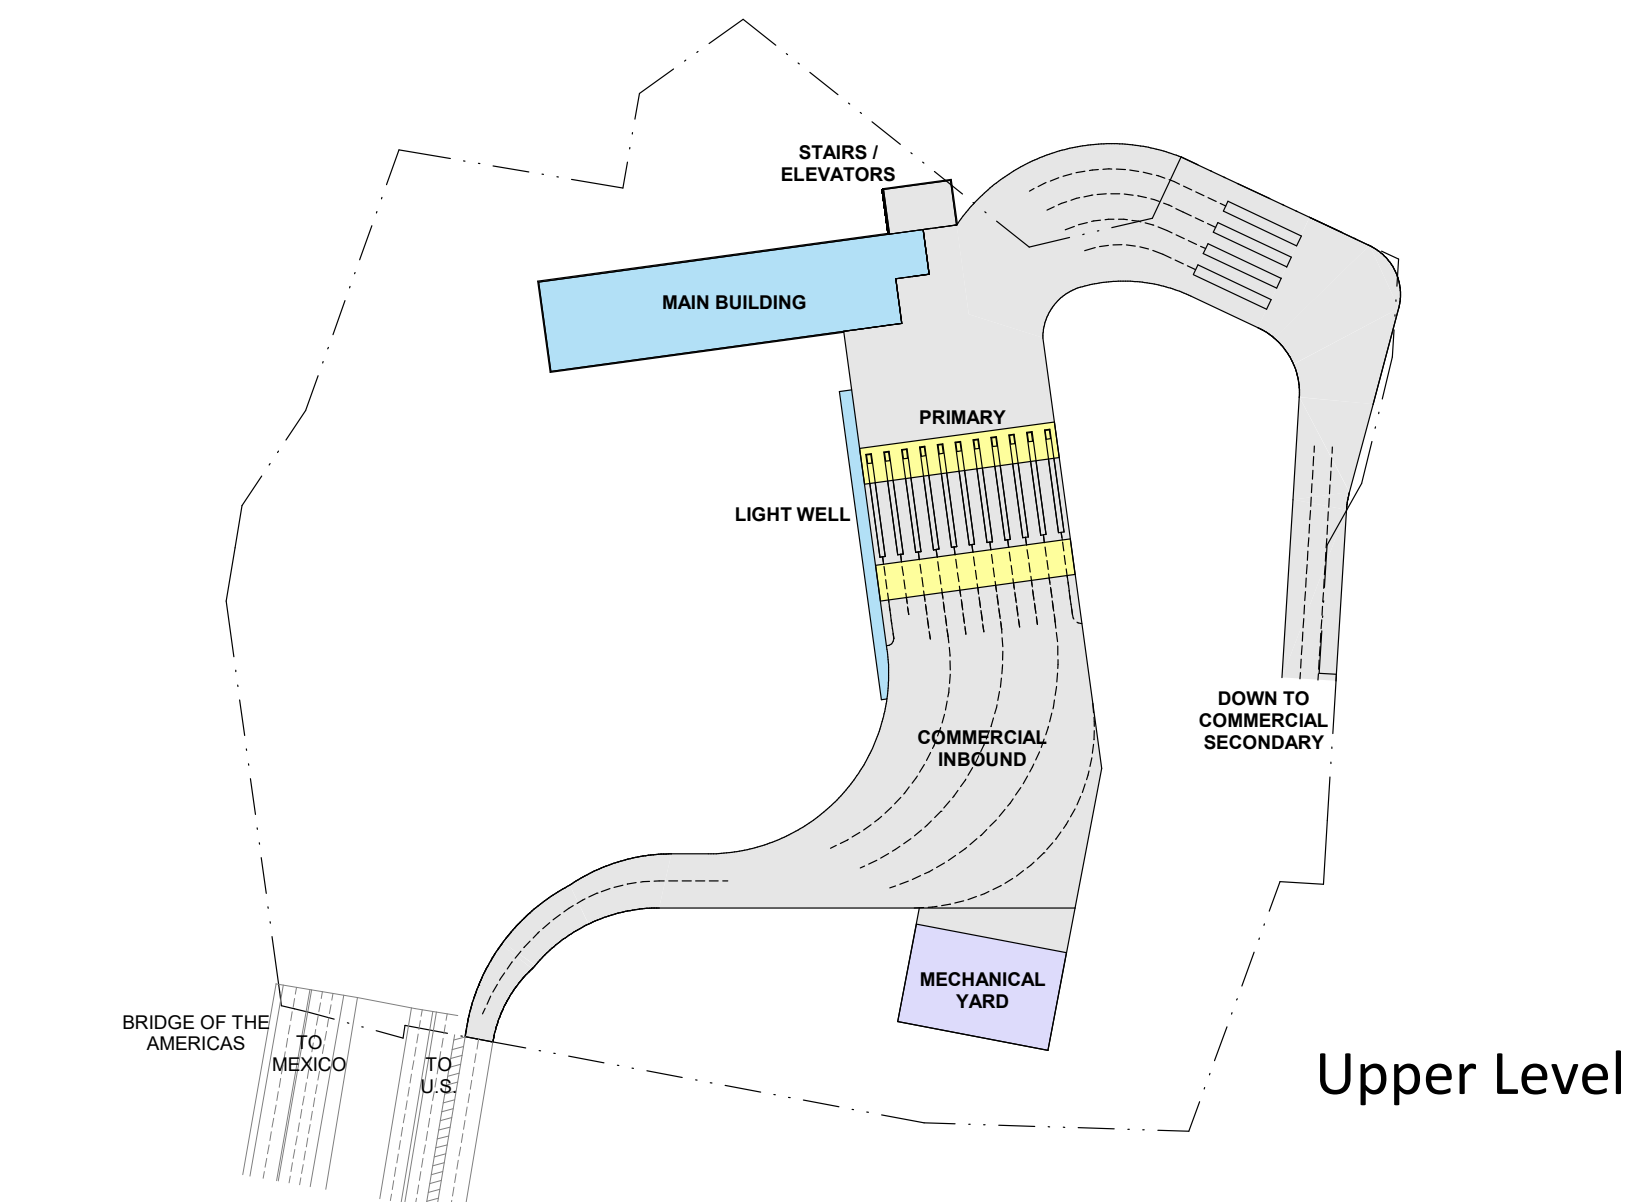 STAIRS /
ELEVATORS
MAIN BUILDING
PRIMARY
LIGHT WELL
DOWN TO
COMMERCIAL
SECONDARY
COMMERCIAL
INBOUND
MECHANICAL
YARD
BRIDGE OF THE
AMERICAS
TO
MEXICO
TO
U.S.
Upper Level